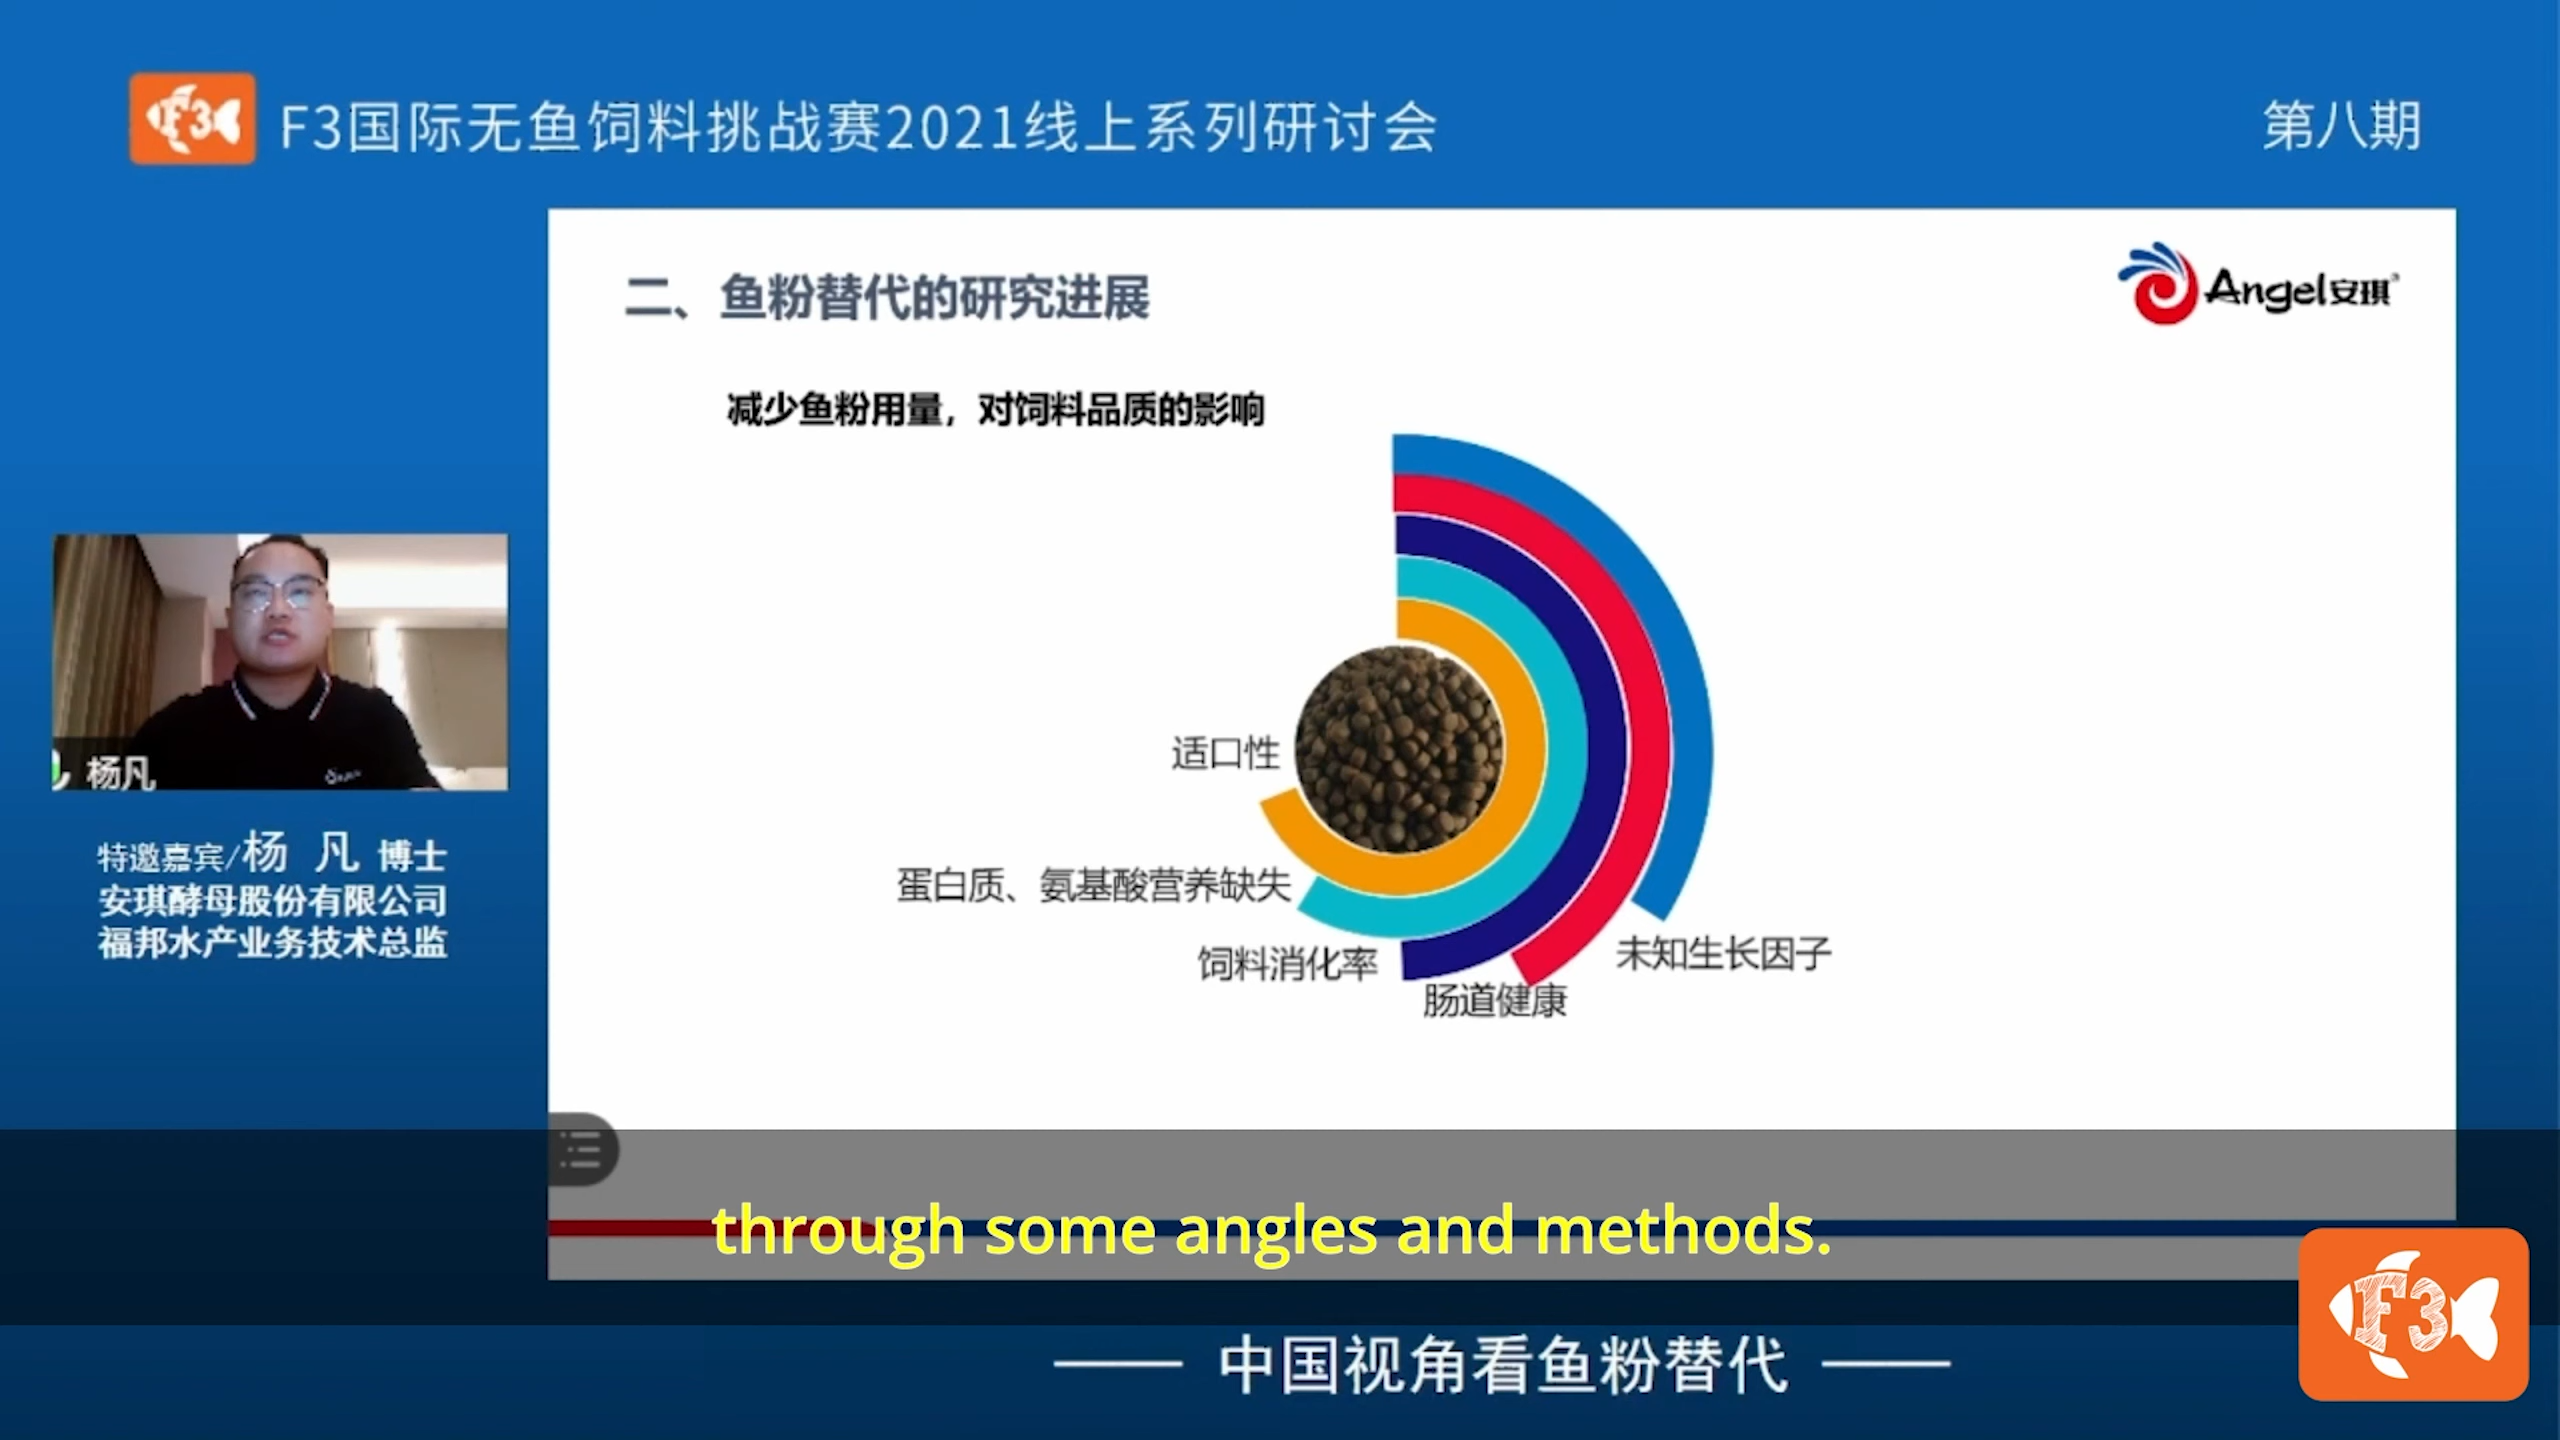 F3
F3国际无鱼饲料挑战赛2021线上系列研讨会
第八期
二、鱼粉替代的研究进展
Angel安琪®
减少鱼粉用量，对饲料品质的影响
适口性
蛋白质、氨基酸营养缺失
饲料消化率
肠道健康
未知生长因子
杨凡
特邀嘉宾/杨 凡 博士
安琪酵母股份有限公司
福邦水产业务技术总监
through some angles and methods.
中国视角看鱼粉替代
F3